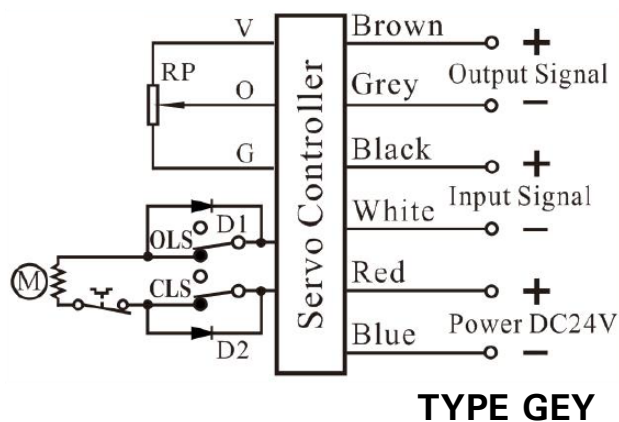 V
Brown
+
RP
Output Signal
O
Grey
−
G
Black
+
Servo Controller
Input Signal
D1
White
−
OLS
M
CLS
Red
+
Power DC24V
D2
Blue
−
TYPE GEY